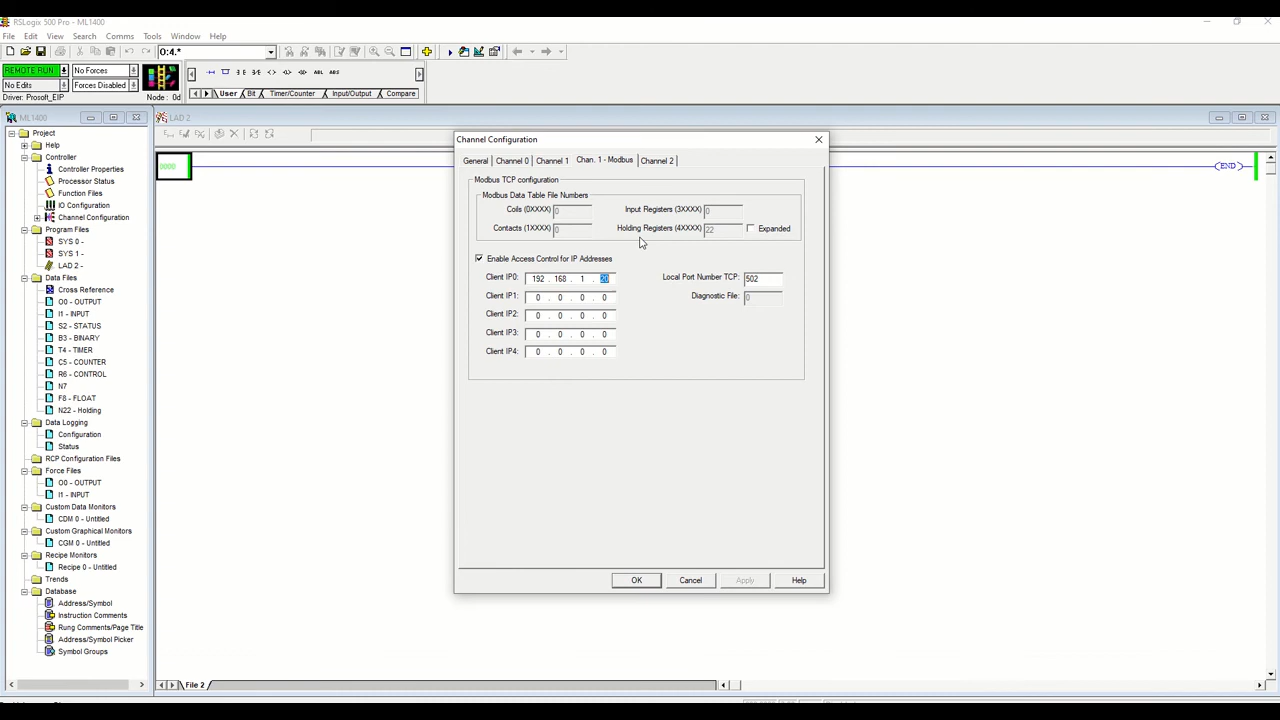 RSLogix 500 Pro - ML1400
File Edit View Search Comms Tools Window Help
O:4.*
REMOTE RUN No Forces
No Edits Forces Disabled
Driver: Prosoft_EIP Node : 0d
User Bit Timer/Counter Input/Output Compare
ML1400
Project
Help
Controller
Controller Properties
Processor Status
Function Files
IO Configuration
Channel Configuration
Program Files
SYS 0 -
SYS 1 -
LAD 2 -
Data Files
Cross Reference
O0 - OUTPUT
I1 - INPUT
S2 - STATUS
B3 - BINARY
T4 - TIMER
C5 - COUNTER
R6 - CONTROL
N7
F8 - FLOAT
N22 - Holding
Data Logging
Configuration
Status
RCP Configuration Files
Force Files
O0 - OUTPUT
I1 - INPUT
Custom Data Monitors
CDM 0 - Untitled
Custom Graphical Monitors
CGM 0 - Untitled
Recipe Monitors
Recipe 0 - Untitled
Trends
Database
Address/Symbol
Instruction Comments
Rung Comments/Page Title
Address/Symbol Picker
Symbol Groups
LAD 2
0000
END
File 2
Channel Configuration
General Channel 0 Channel 1 Chan. 1 - Modbus Channel 2
Modbus TCP configuration
Modbus Data Table File Numbers
Coils (0XXXX) 0 Input Registers (3XXXX) 0
Contacts (1XXXX) 0 Holding Registers (4XXXX) 22 Expanded
Enable Access Control for IP Addresses
Client IP0: 192 . 168 . 1 . 20 Local Port Number TCP: 502
Client IP1: 0 . 0 . 0 . 0 Diagnostic File: 0
Client IP2: 0 . 0 . 0 . 0
Client IP3: 0 . 0 . 0 . 0
Client IP4: 0 . 0 . 0 . 0
OK Cancel Apply Help